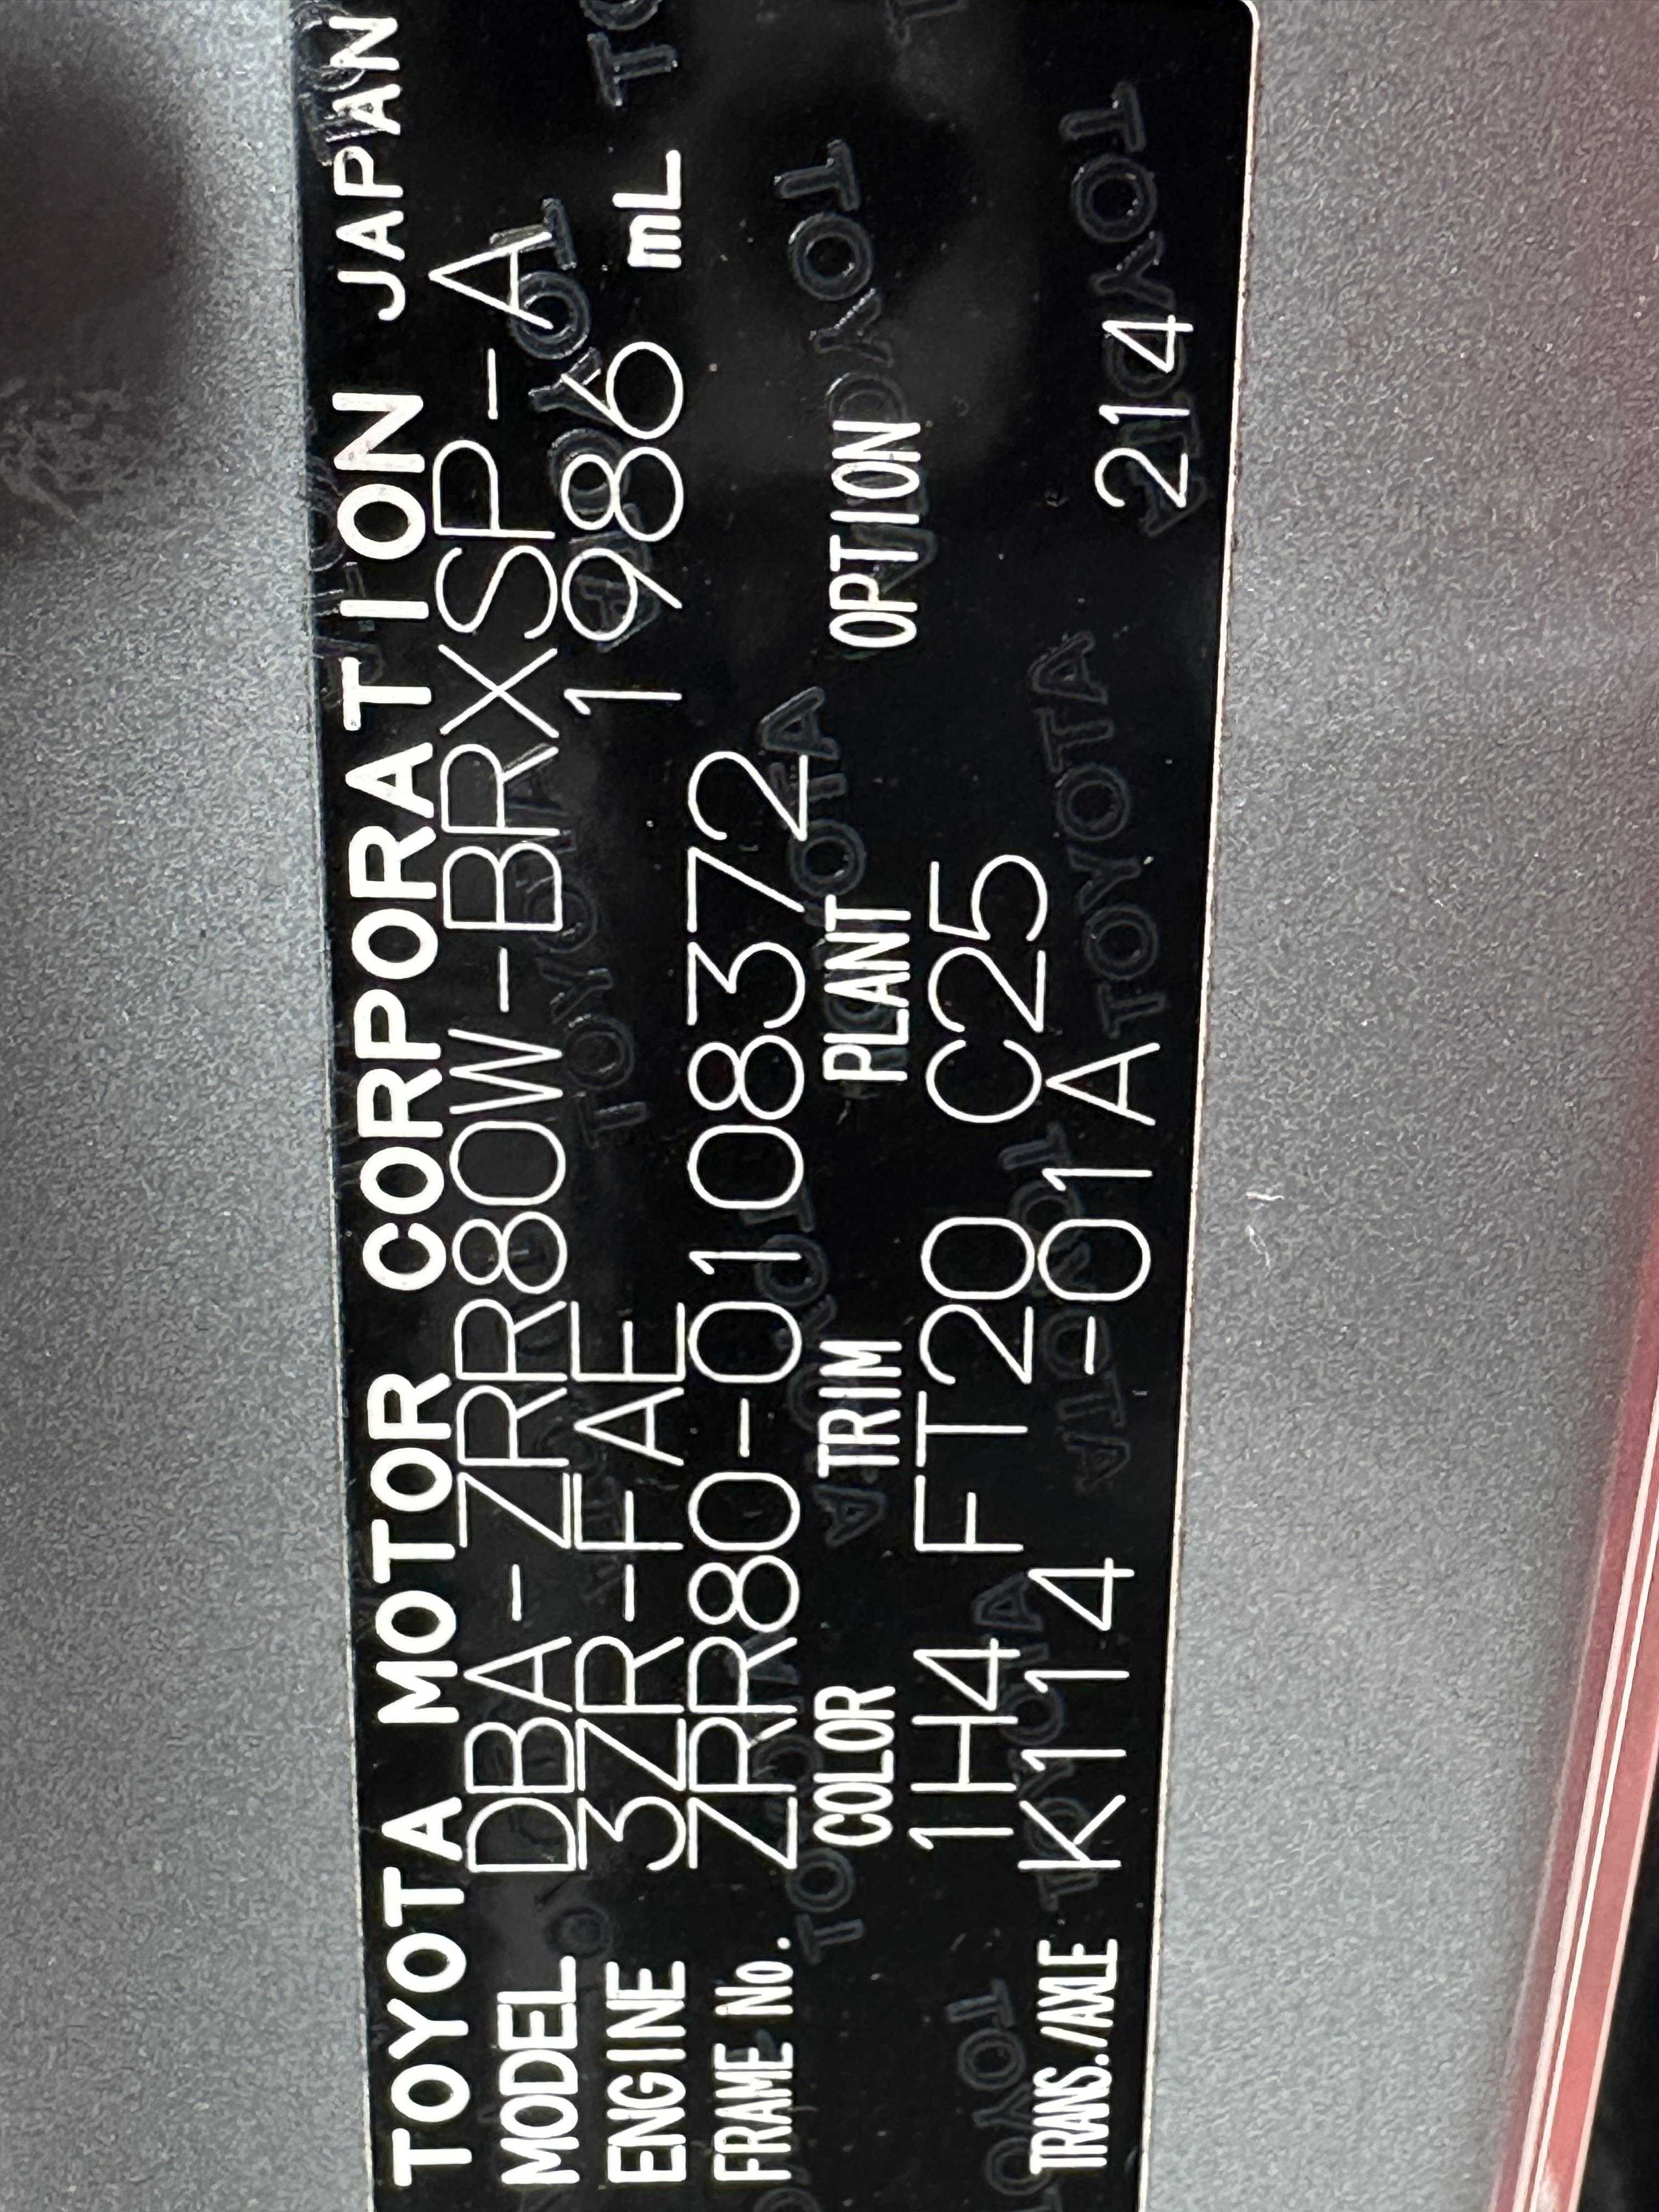 TOYOTA MOTOR CORPORATION JAPAN
MODEL DBA-ZRR80W-BRXSP-A
ENGINE 3ZR-FAE 1986 mL
FRAME No. ZRR80-0108372
COLOR TRIM PLANT OPTION
1H4 FT20 C25
TRANS./AXLE K114-01A 214